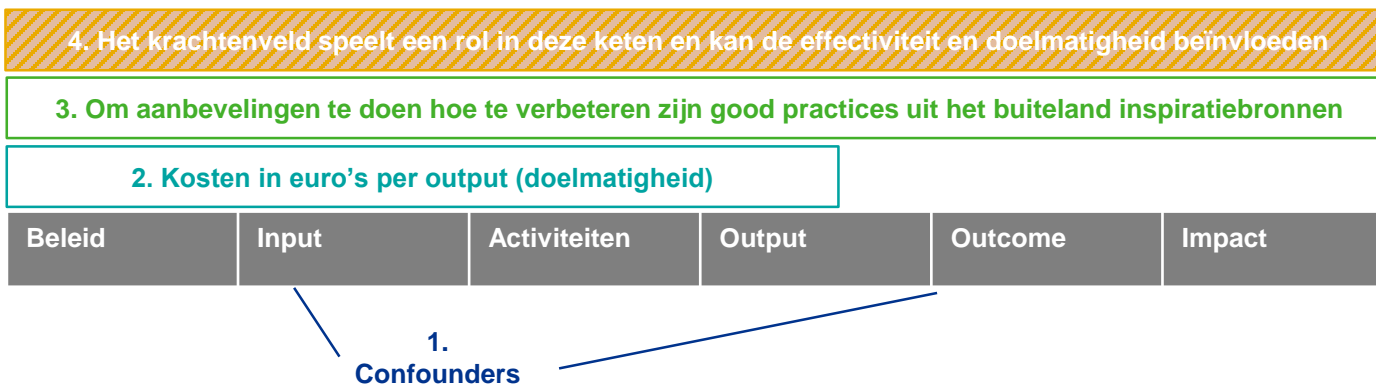 4. Het krachtenveld speelt een rol in deze keten en kan de effectiviteit en doelmatigheid beïnvloeden
3. Om aanbevelingen te doen hoe te verbeteren zijn good practices uit het buiteland inspiratiebronnen
2. Kosten in euro's per output (doelmatigheid)
Beleid Input Activiteiten Output Outcome Impact
1.
Confounders